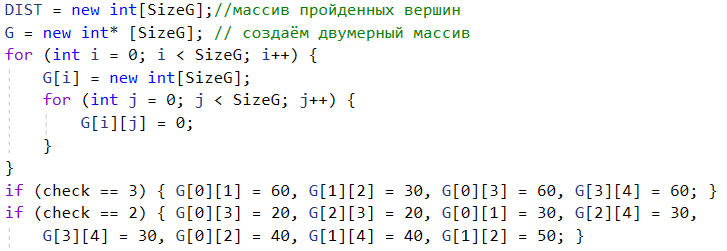 DIST = new int[SizeG];//массив пройденных вершин
G = new int* [SizeG]; // создаём двумерный массив
for (int i = 0; i < SizeG; i++) {
    G[i] = new int[SizeG];
    for (int j = 0; j < SizeG; j++) {
        G[i][j] = 0;
    }
}
if (check == 3) { G[0][1] = 60, G[1][2] = 30, G[0][3] = 60, G[3][4] = 60; }
if (check == 2) { G[0][3] = 20, G[2][3] = 20, G[0][1] = 30, G[2][4] = 30,
    G[3][4] = 30, G[0][2] = 40, G[1][4] = 40, G[1][2] = 50; }